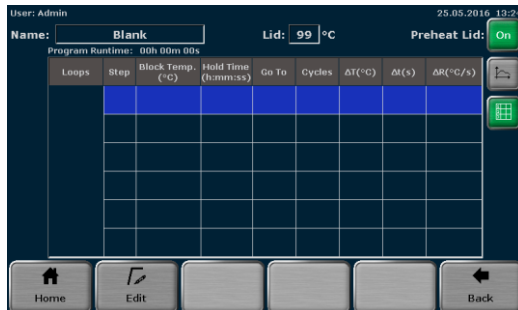 User: Admin 25.05.2016
Name: Blank Lid: 99 °C Preheat Lid: On
Program Runtime: 00h 00m 00s
Loops Step Block Temp. (°C) Hold Time (h:mm:ss) Go To Cycles ΔT(°C) Δt(s) ΔR(°C/s)
Home Edit Back